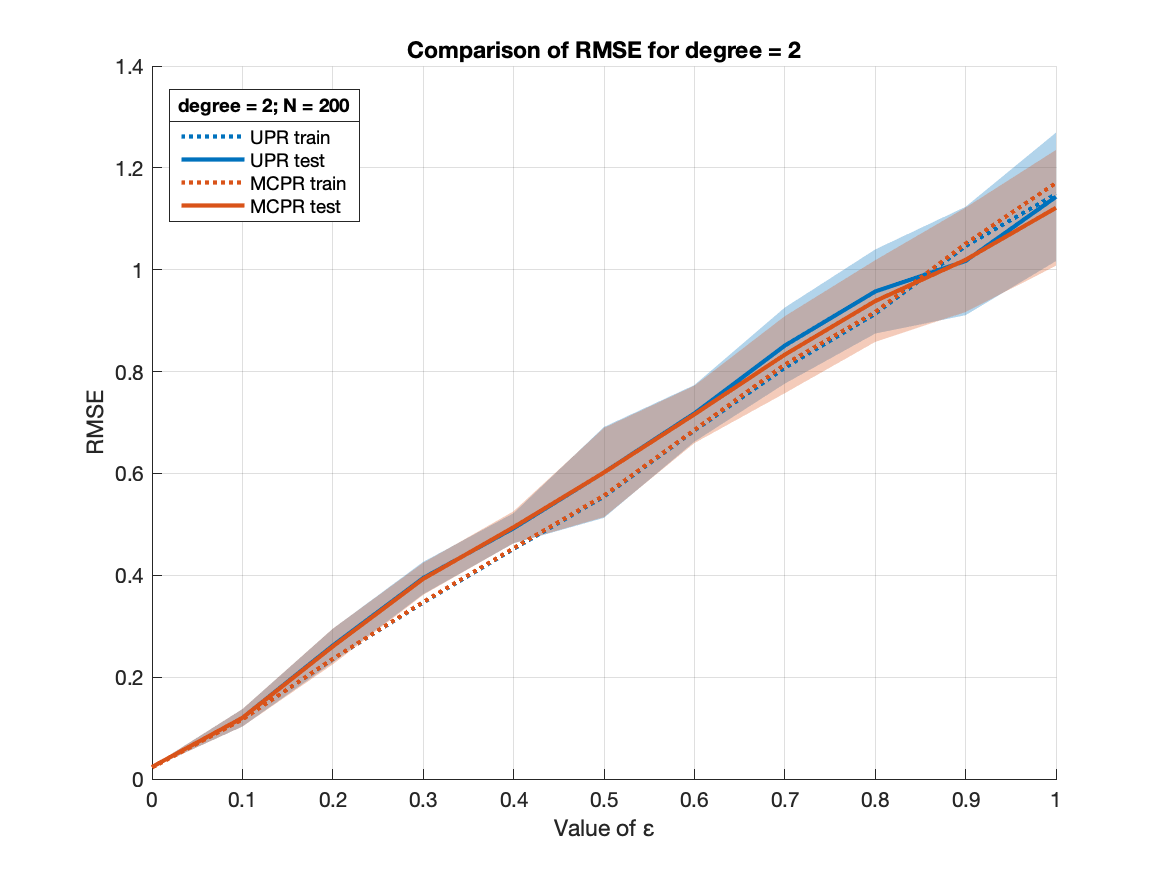 Comparison of RMSE for degree = 2
1.4
1.2
1
0.8
0.6
0.4
0.2
0
RMSE
degree = 2; N = 200
UPR train
UPR test
MCPR train
MCPR test
0 0.1 0.2 0.3 0.4 0.5 0.6 0.7 0.8 0.9 1
Value of ε